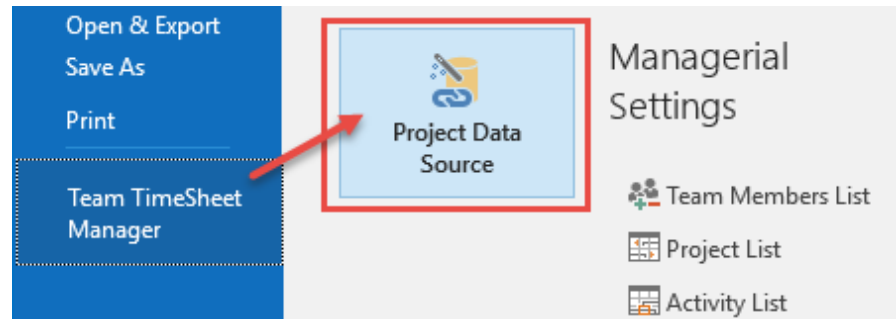 Open & Export
Save As
Print
Team TimeSheet
Manager
Project Data
Source
Managerial
Settings
Team Members List
Project List
Activity List